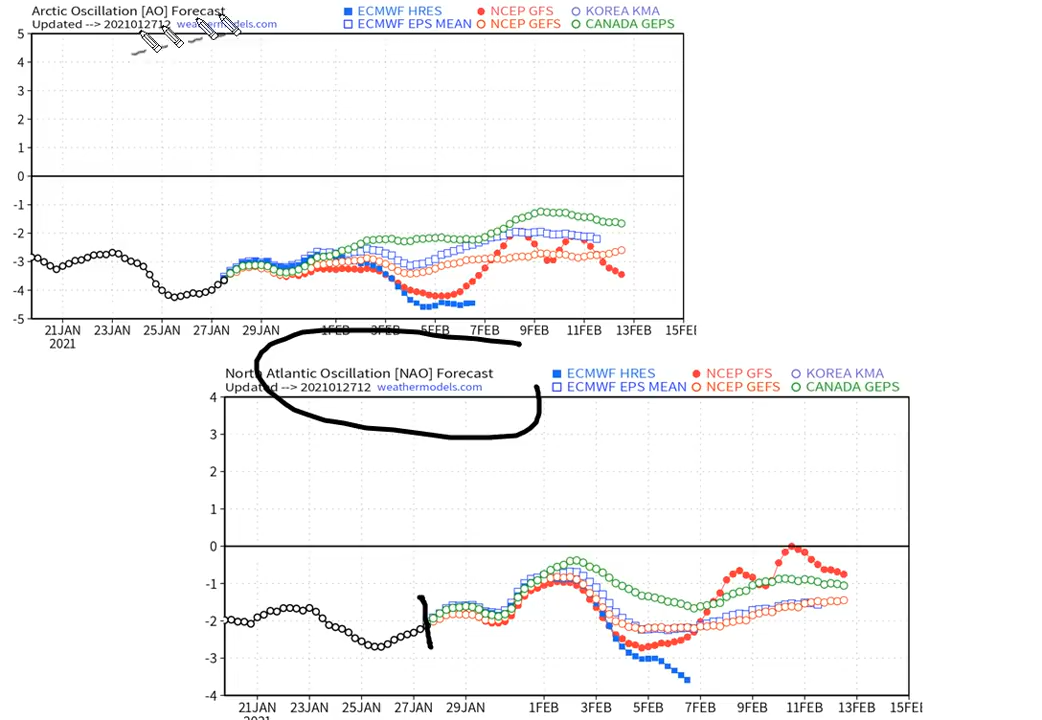 Arctic Oscillation [AO] Forecast
Updated --> 2021012712 weathermodels.com
ECMWF HRES NCEP GFS KOREA KMA
ECMWF EPS MEAN NCEP GEFS CANADA GEPS
5
4
3
2
1
0
-1
-2
-3
-4
-5
21JAN 23JAN 25JAN 27JAN 29JAN 1FEB 3FEB 5FEB 7FEB 9FEB 11FEB 13FEB 15FEB
2021
North Atlantic Oscillation [NAO] Forecast
Updated --> 2021012712 weathermodels.com
ECMWF HRES NCEP GFS KOREA KMA
ECMWF EPS MEAN NCEP GEFS CANADA GEPS
4
3
2
1
0
-1
-2
-3
-4
21JAN 23JAN 25JAN 27JAN 29JAN 1FEB 3FEB 5FEB 7FEB 9FEB 11FEB 13FEB 15FEB
2021